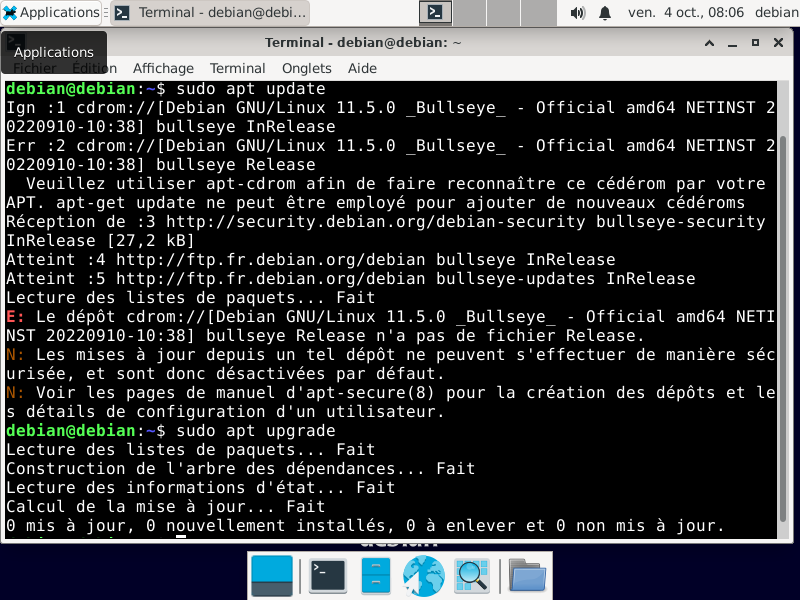 Applications
Terminal - debian@debi...
ven. 4 oct., 08:06
debian
Terminal - debian@debian: ~
Applications
Fichier Édition Affichage Terminal Onglets Aide
debian@debian:~$ sudo apt update
Ign :1 cdrom://[Debian GNU/Linux 11.5.0 _Bullseye_ - Official amd64 NETINST 2
0220910-10:38] bullseye InRelease
Err :2 cdrom://[Debian GNU/Linux 11.5.0 _Bullseye_ - Official amd64 NETINST 2
0220910-10:38] bullseye Release
  Veuillez utiliser apt-cdrom afin de faire reconnaître ce cédérom par votre
APT. apt-get update ne peut être employé pour ajouter de nouveaux cédéroms
Réception de :3 http://security.debian.org/debian-security bullseye-security
InRelease [27,2 kB]
Atteint :4 http://ftp.fr.debian.org/debian bullseye InRelease
Atteint :5 http://ftp.fr.debian.org/debian bullseye-updates InRelease
Lecture des listes de paquets... Fait
E: Le dépôt cdrom://[Debian GNU/Linux 11.5.0 _Bullseye_ - Official amd64 NETI
NST 20220910-10:38] bullseye Release n'a pas de fichier Release.
N: Les mises à jour depuis un tel dépôt ne peuvent s'effectuer de manière séc
urisée, et sont donc désactivées par défaut.
N: Voir les pages de manuel d'apt-secure(8) pour la création des dépôts et le
s détails de configuration d'un utilisateur.
debian@debian:~$ sudo apt upgrade
Lecture des listes de paquets... Fait
Construction de l'arbre des dépendances... Fait
Lecture des informations d'état... Fait
Calcul de la mise à jour... Fait
0 mis à jour, 0 nouvellement installés, 0 à enlever et 0 non mis à jour.